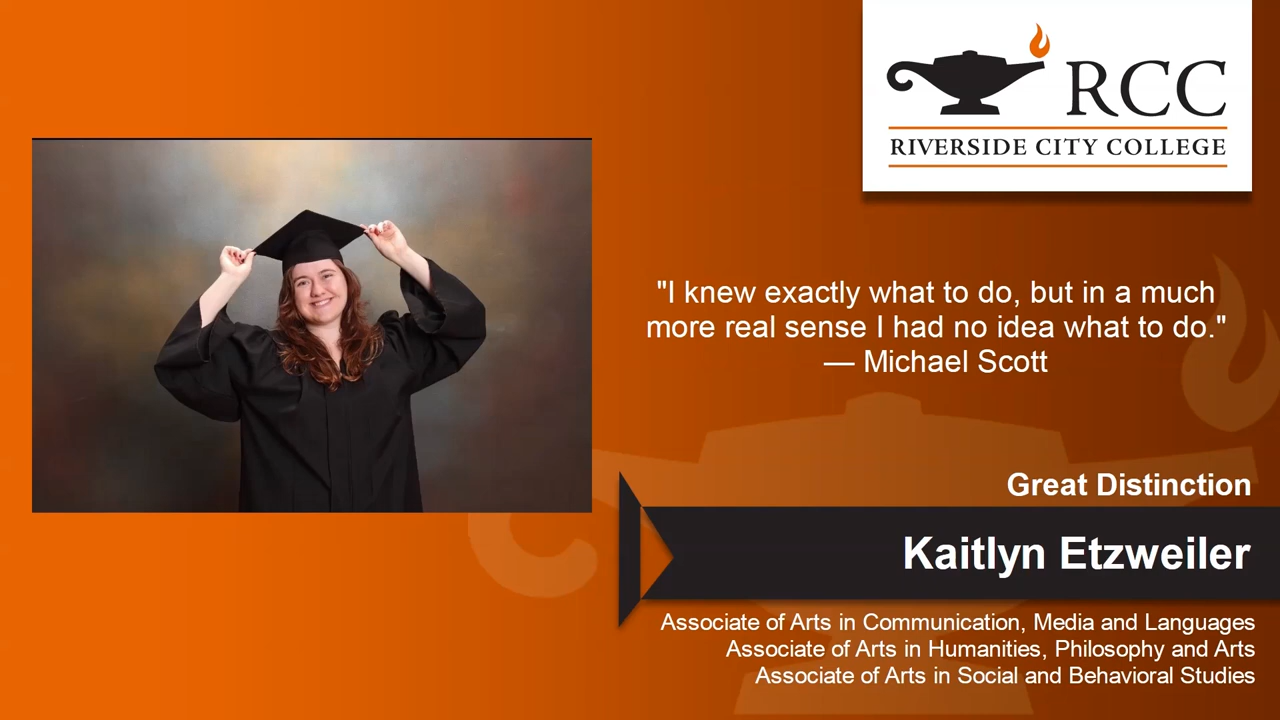 RCC
RIVERSIDE CITY COLLEGE
"I knew exactly what to do, but in a much
more real sense I had no idea what to do."
— Michael Scott
Great Distinction
Kaitlyn Etzweiler
Associate of Arts in Communication, Media and Languages
Associate of Arts in Humanities, Philosophy and Arts
Associate of Arts in Social and Behavioral Studies